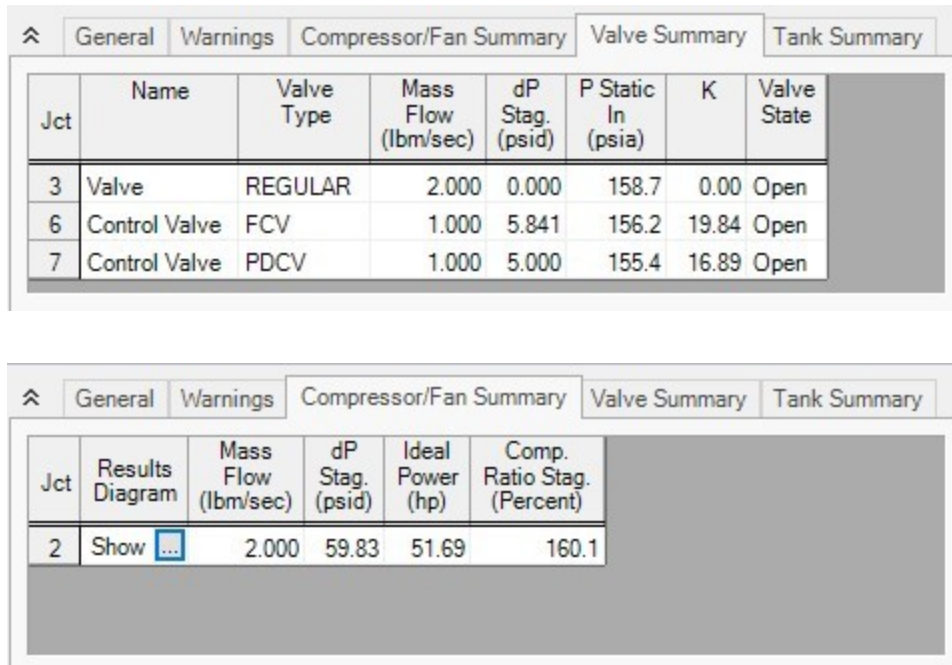 General Warnings Compressor/Fan Summary Valve Summary Tank Summary
Jct Name Valve Type Mass Flow (lbm/sec) dP Stag. (psid) P Static In (psia) K Valve State
3 Valve REGULAR 2.000 0.000 158.7 0.00 Open
6 Control Valve FCV 1.000 5.841 156.2 19.84 Open
7 Control Valve PDCV 1.000 5.000 155.4 16.89 Open
General Warnings Compressor/Fan Summary Valve Summary Tank Summary
Jct Results Diagram Mass Flow (lbm/sec) dP Stag. (psid) Ideal Power (hp) Comp. Ratio Stag. (Percent)
2 Show ... 2.000 59.83 51.69 160.1